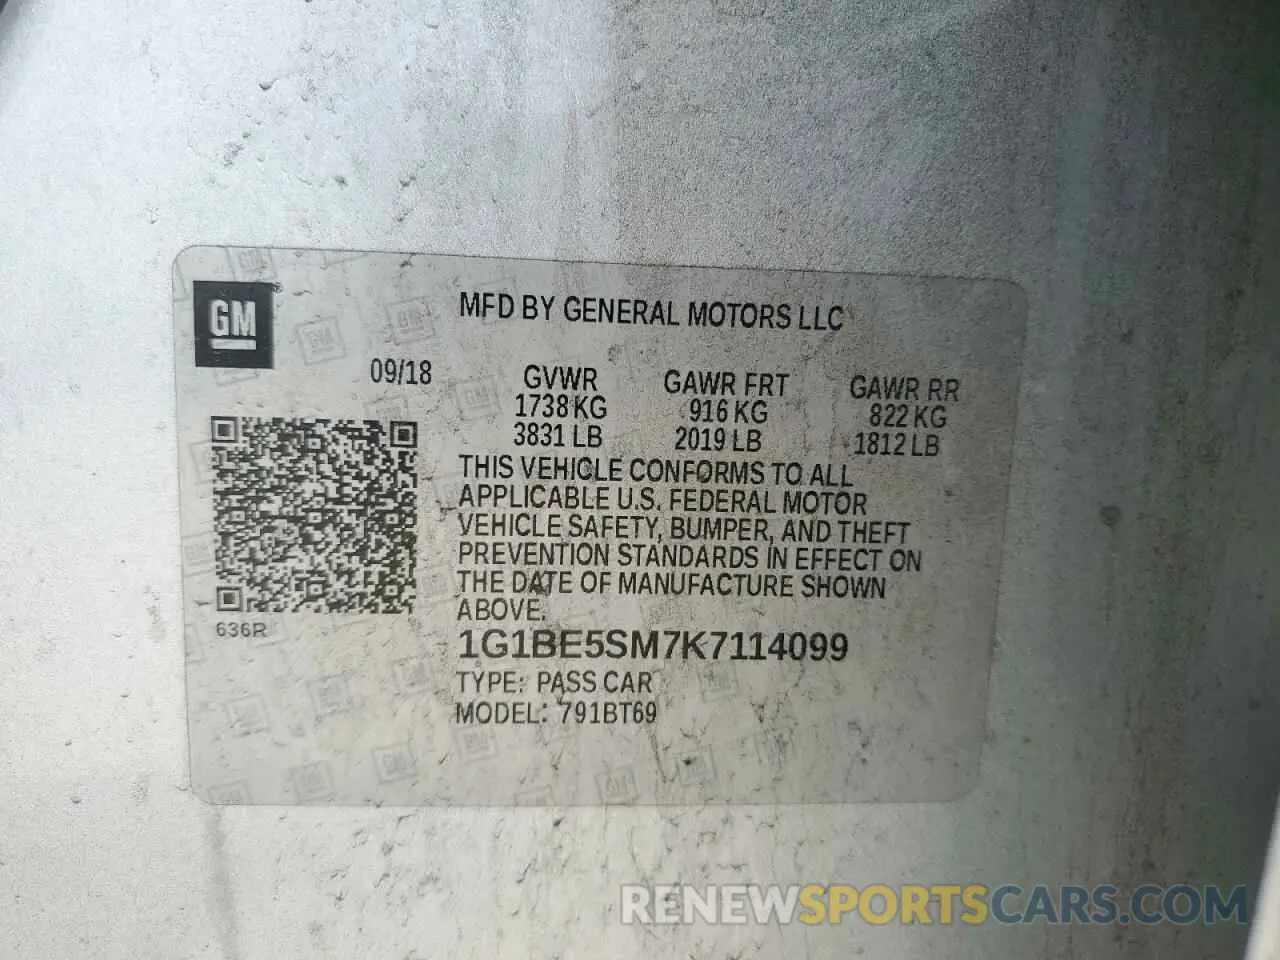 GM
MFD BY GENERAL MOTORS LLC
09/18
GVWR GAWR FRT GAWR RR
1738 KG 916 KG 822 KG
3831 LB 2019 LB 1812 LB
THIS VEHICLE CONFORMS TO ALL
APPLICABLE U.S. FEDERAL MOTOR
VEHICLE SAFETY, BUMPER, AND THEFT
PREVENTION STANDARDS IN EFFECT ON
THE DATE OF MANUFACTURE SHOWN
ABOVE.
636R
1G1BE5SM7K7114099
TYPE: PASS CAR
MODEL: 791BT69
RENEWSPORTSCARS.COM